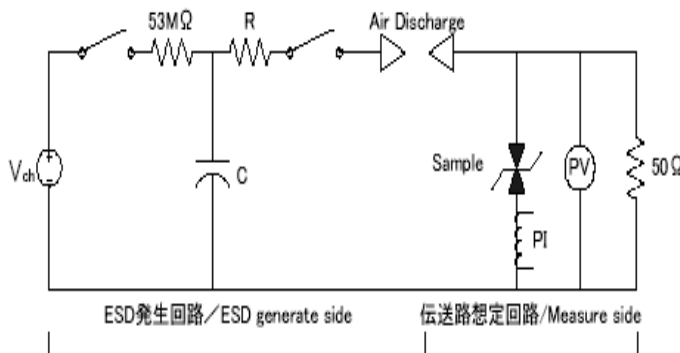 53MΩ R Air Discharge
Vch C Sample PV 50Ω
PI
ESD発生回路/ESD generate side 伝送路想定回路/Measure side